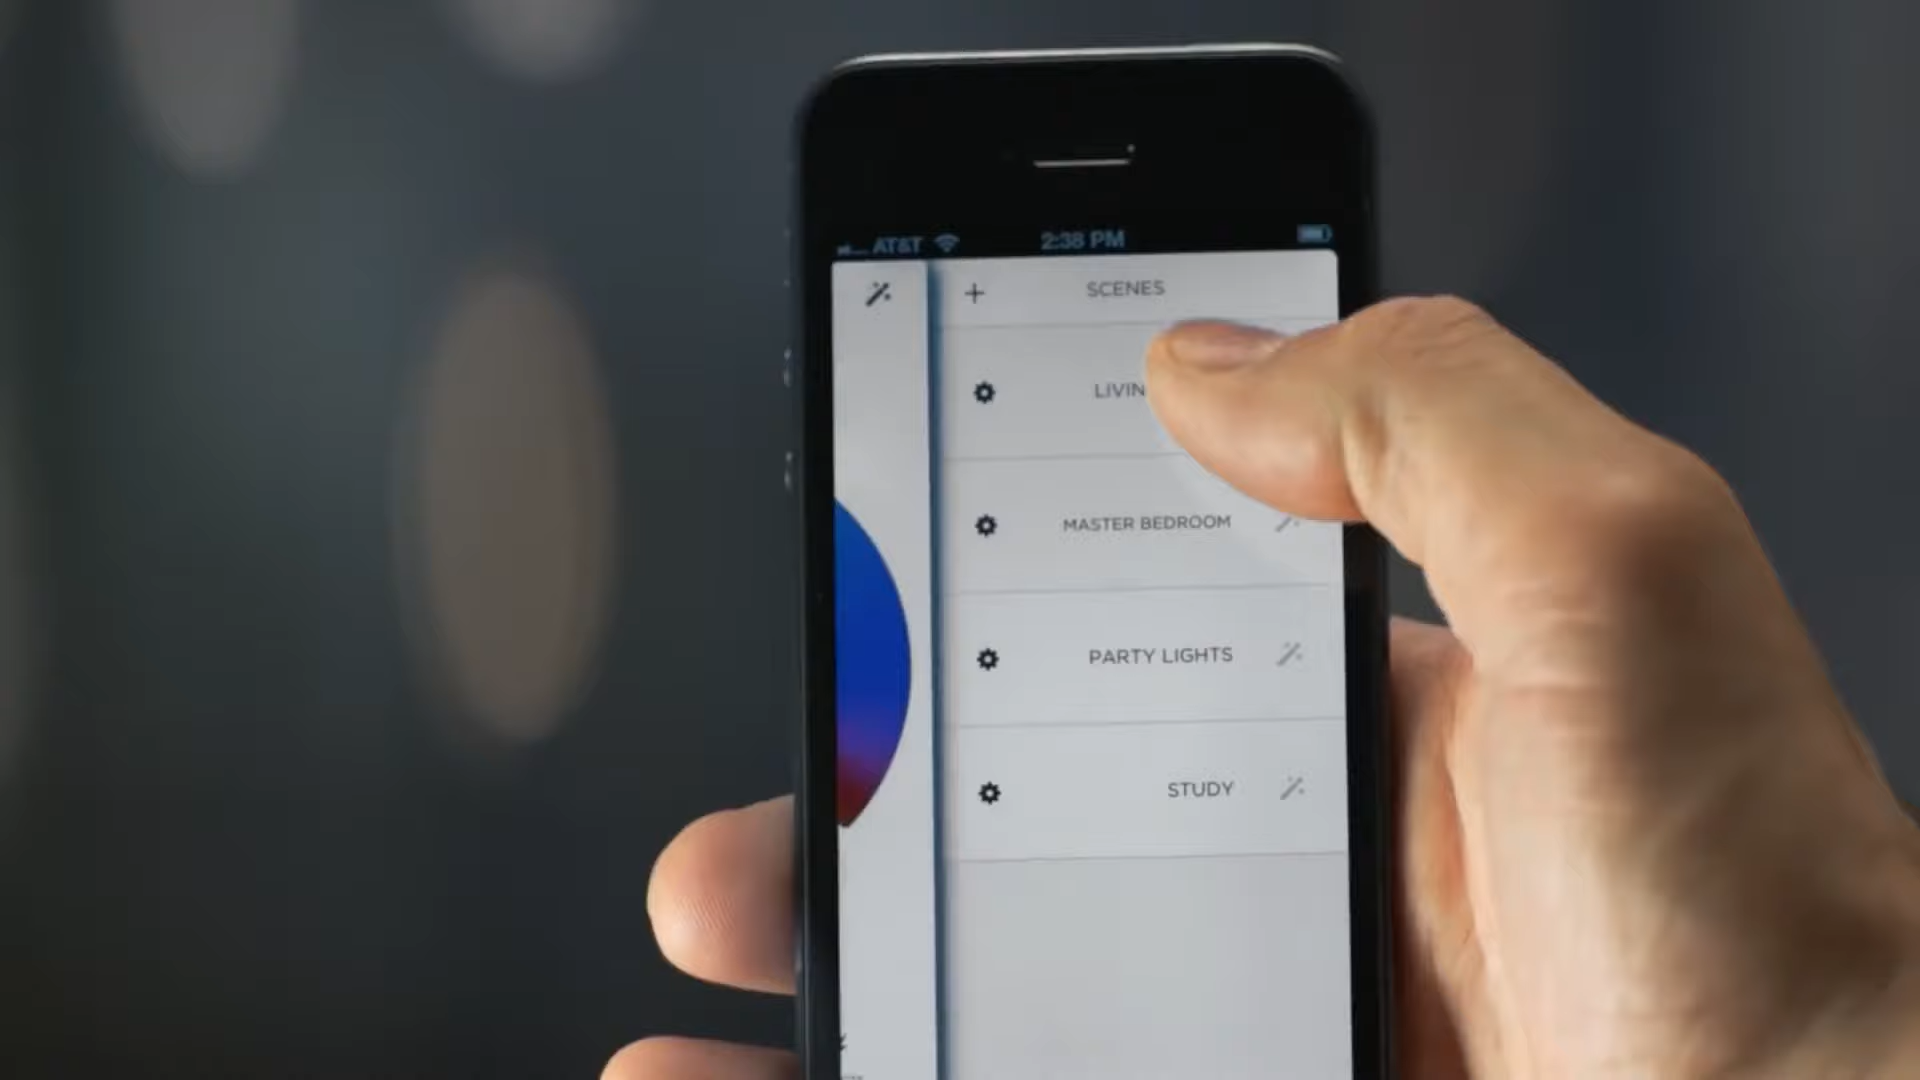 AT&T 2:38 PM
SCENES
LIVIN
MASTER BEDROOM
PARTY LIGHTS
STUDY